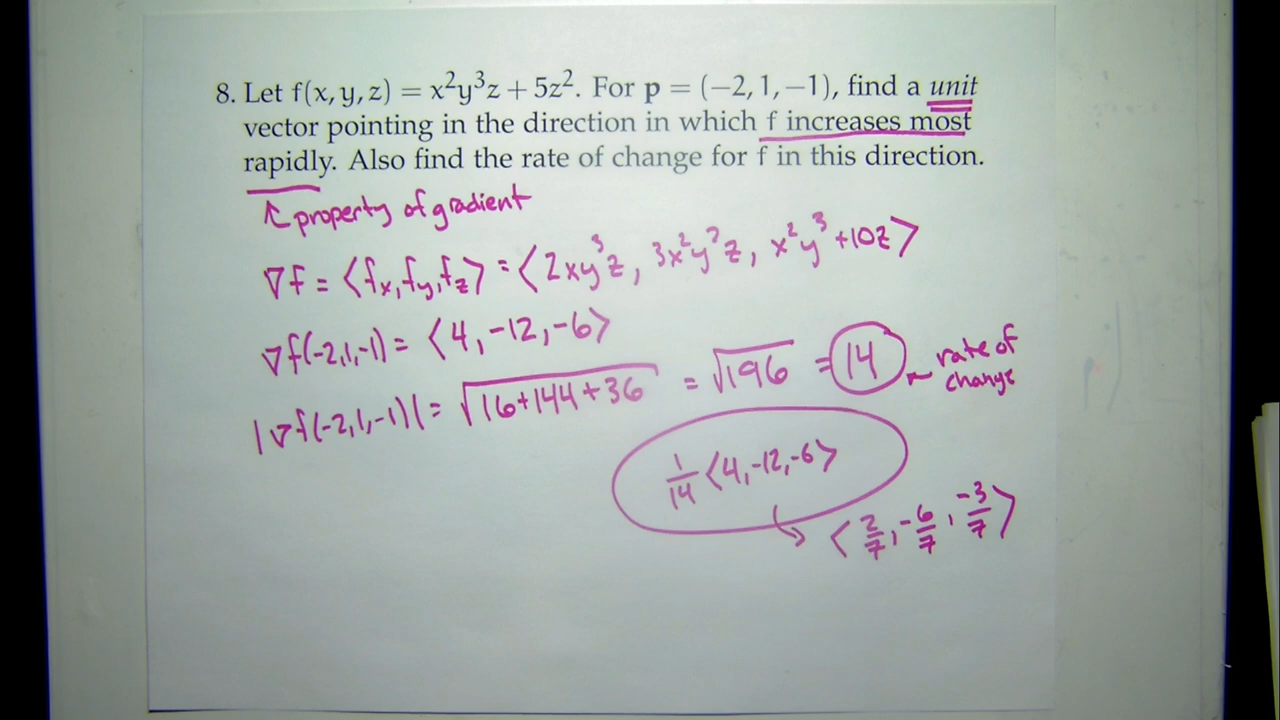 8. Let f(x, y, z) = x²y³z + 5z². For p = (−2, 1, −1), find a unit
vector pointing in the direction in which f increases most
rapidly. Also find the rate of change for f in this direction.
↑ property of gradient
∇f = ⟨fx, fy, fz⟩ = ⟨2xy³z, 3x²y²z, x²y³+10z⟩
∇f(-2,1,-1) = ⟨4, -12, -6⟩
|∇f(-2,1,-1)| = √(16+144+36) = √196 = 14 ← rate of
change
1/14 ⟨4, -12, -6⟩
↳ ⟨2/7, -6/7, -3/7⟩